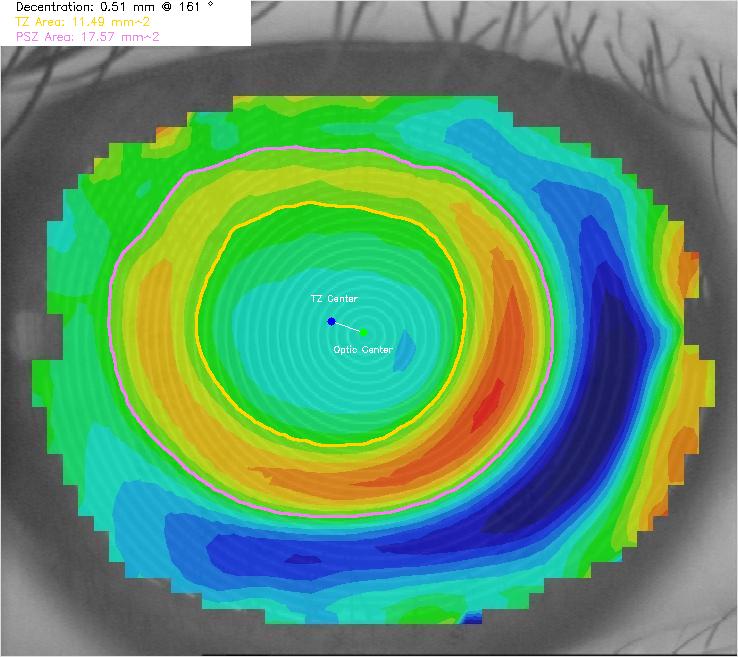 Decentration: 0.51 mm @ 161 °
TZ Area: 11.49 mm^2
PSZ Area: 17.57 mm^2
TZ Center
Optic Center